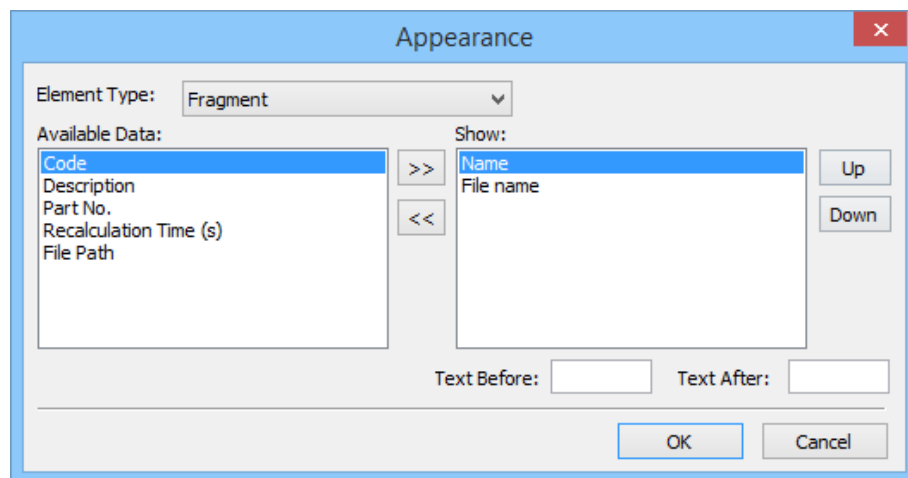 Appearance
Element Type: Fragment
Available Data: Show:
Code >> Name Up
Description File name
Part No. << Down
Recalculation Time (s)
File Path
Text Before: Text After:
OK Cancel